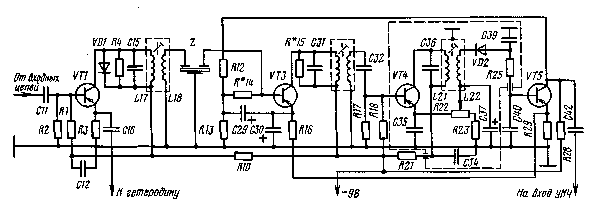 От входных
цепей
C11
R1
R2
R3
C12
VT1
C16
К гетеродину
VD1
R4
C15
L17
L18
Z
R12
R*14
R13
C29
C30
VT3
R16
R10
R*15
C31
C32
R17
R18
VT4
C35
C36
L21
L22
R22
R23
R21
C34
-9В
VD2
C39
R25
C37
C40
VT5
R29
R28
C42
На вход УНЧ